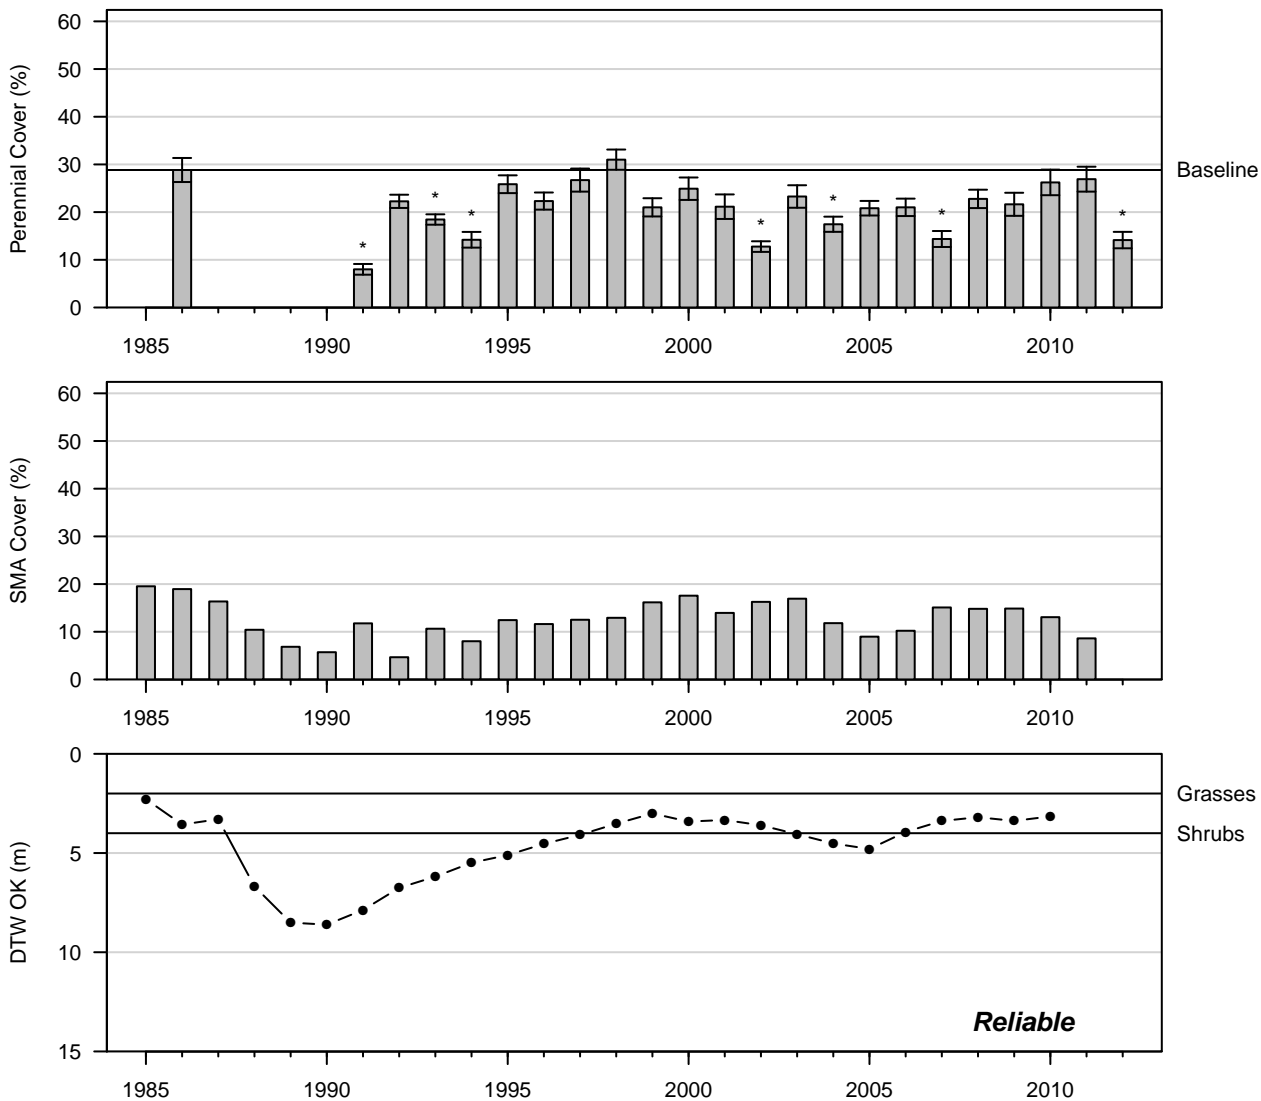 Perennial Cover (%)
60
50
40
30
20
10
0
Baseline
* * * * * * *
1985 1990 1995 2000 2005 2010
SMA Cover (%)
60
50
40
30
20
10
0
1985 1990 1995 2000 2005 2010
DTW OK (m)
0
5
10
15
Grasses
Shrubs
Reliable
1985 1990 1995 2000 2005 2010